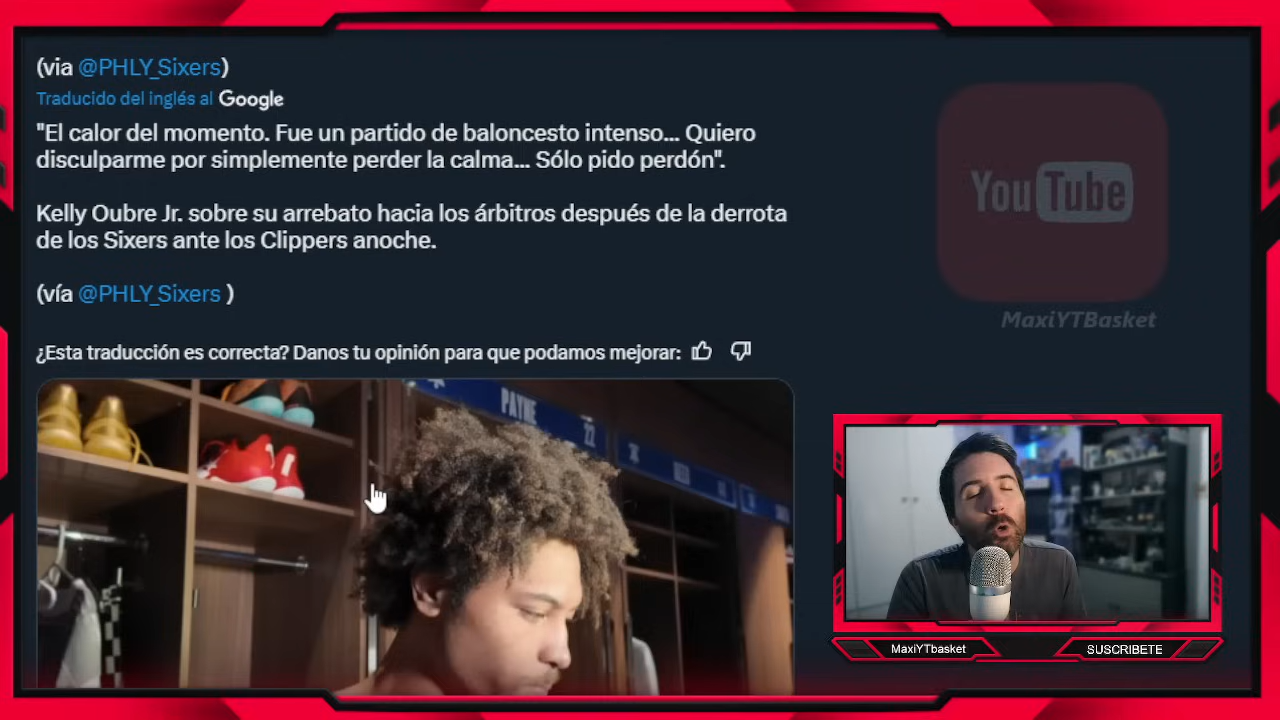 (via @PHLY_Sixers)
Traducido del inglés al Google
"El calor del momento. Fue un partido de baloncesto intenso... Quiero
disculparme por simplemente perder la calma... Sólo pido perdón".
Kelly Oubre Jr. sobre su arrebato hacia los árbitros después de la derrota
de los Sixers ante los Clippers anoche.
(vía @PHLY_Sixers )
¿Esta traducción es correcta? Danos tu opinión para que podamos mejorar:
YouTube
MaxiYTBasket
PAYNE
22
MaxiYTbasket
SUSCRIBETE